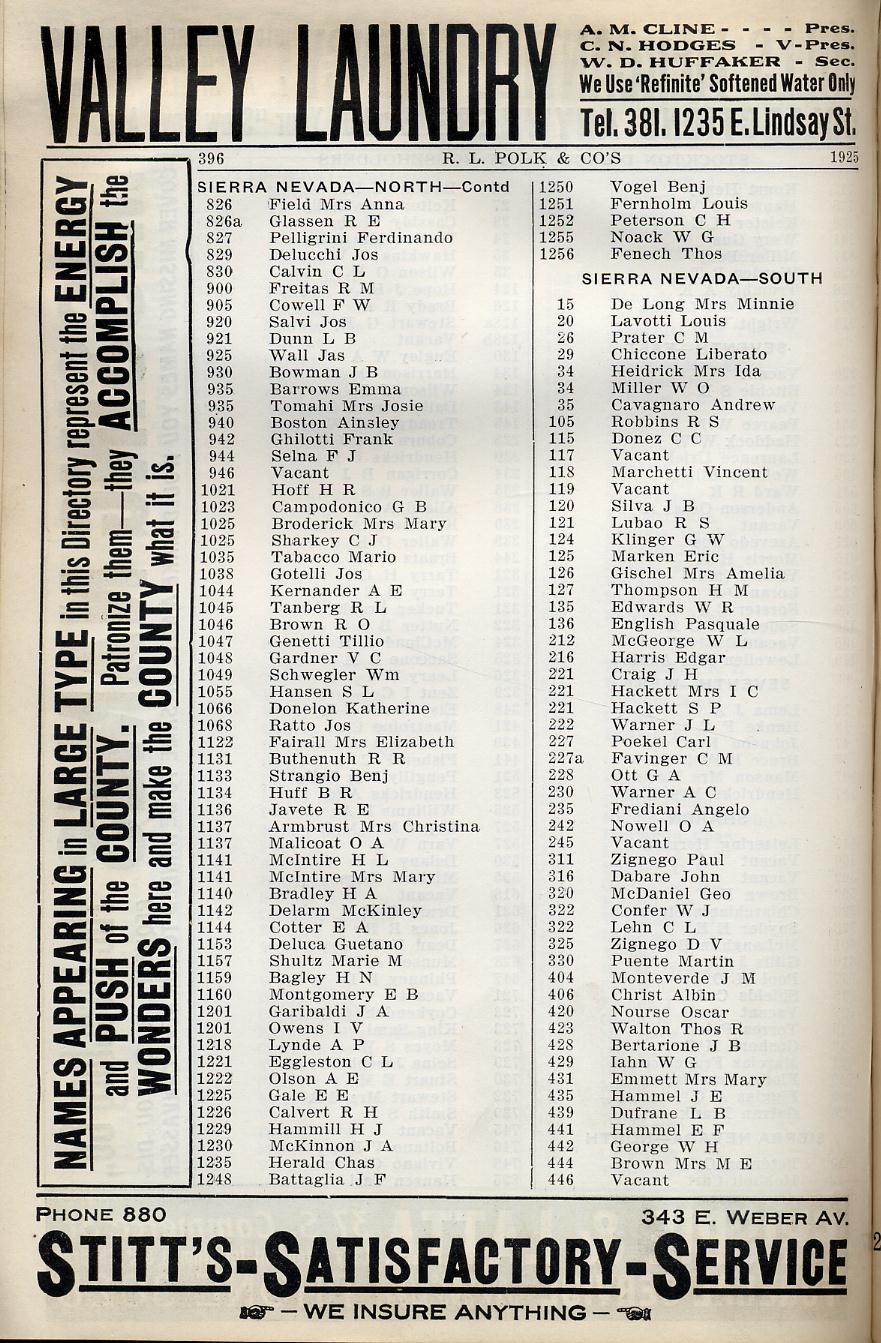 VALLEY LAUNDRY
A. M. CLINE - - - - Pres.
C. N. HODGES - V-Pres.
W. D. HUFFAKER - Sec.
We Use 'Refinite' Softened Water Only
Tel. 381. 1235 E. Lindsay St.
396 R. L. POLK & CO'S 1925
NAMES APPEARING in LARGE TYPE in this Directory represent the ENERGY
and PUSH of the COUNTY. Patronize them—they ACCOMPLISH the
WONDERS here and make the COUNTY what it is.
SIERRA NEVADA—NORTH—Contd
826 Field Mrs Anna
826a Glassen R E
827 Pelligrini Ferdinando
829 Delucchi Jos
830 Calvin C L
900 Freitas R M
905 Cowell F W
920 Salvi Jos
921 Dunn L B
925 Wall Jas
930 Bowman J B
935 Barrows Emma
935 Tomahi Mrs Josie
940 Boston Ainsley
942 Ghilotti Frank
944 Selna F J
946 Vacant
1021 Hoff H R
1023 Campodonico G B
1025 Broderick Mrs Mary
1025 Sharkey C J
1035 Tabacco Mario
1038 Gotelli Jos
1044 Kernander A E
1045 Tanberg R L
1046 Brown R O
1047 Genetti Tillio
1048 Gardner V C
1049 Schwegler Wm
1055 Hansen S L
1066 Donelon Katherine
1068 Ratto Jos
1122 Fairall Mrs Elizabeth
1131 Buthenuth R R
1133 Strangio Benj
1134 Huff B R
1136 Javete R E
1137 Armbrust Mrs Christina
1137 Malicoat O A
1141 McIntire H L
1141 McIntire Mrs Mary
1140 Bradley H A
1142 Delarm McKinley
1144 Cotter E A
1153 Deluca Guetano
1157 Shultz Marie M
1159 Bagley H N
1160 Montgomery E B
1201 Garibaldi J A
1201 Owens I V
1218 Lynde A P
1221 Eggleston C L
1222 Olson A E
1225 Gale E E
1226 Calvert R H
1229 Hammill H J
1230 McKinnon J A
1235 Herald Chas
1248 Battaglia J F
1250 Vogel Benj
1251 Fernholm Louis
1252 Peterson C H
1255 Noack W G
1256 Fenech Thos
SIERRA NEVADA—SOUTH
15 De Long Mrs Minnie
20 Lavotti Louis
26 Prater C M
29 Chiccone Liberato
34 Heidrick Mrs Ida
34 Miller W O
35 Cavagnaro Andrew
105 Robbins R S
115 Donez C C
117 Vacant
118 Marchetti Vincent
119 Vacant
120 Silva J B
121 Lubao R S
124 Klinger G W
125 Marken Eric
126 Gischel Mrs Amelia
127 Thompson H M
135 Edwards W R
136 English Pasquale
212 McGeorge W L
216 Harris Edgar
221 Craig J H
221 Hackett Mrs I C
221 Hackett S P
222 Warner J L
227 Poekel Carl
227a Favinger C M
228 Ott G A
230 Warner A C
235 Frediani Angelo
242 Nowell O A
245 Vacant
311 Zignego Paul
316 Dabare John
320 McDaniel Geo
322 Confer W J
322 Lehn C L
325 Zignego D V
330 Puente Martin
404 Monteverde J M
406 Christ Albin
420 Nourse Oscar
423 Walton Thos R
428 Bertarione J B
429 Iahn W G
431 Emmett Mrs Mary
435 Hammel J E
439 Dufrane L B
441 Hammel E F
442 George W H
444 Brown Mrs M E
446 Vacant
PHONE 880 343 E. WEBER AV.
STITT'S-SATISFACTORY-SERVICE
— WE INSURE ANYTHING —